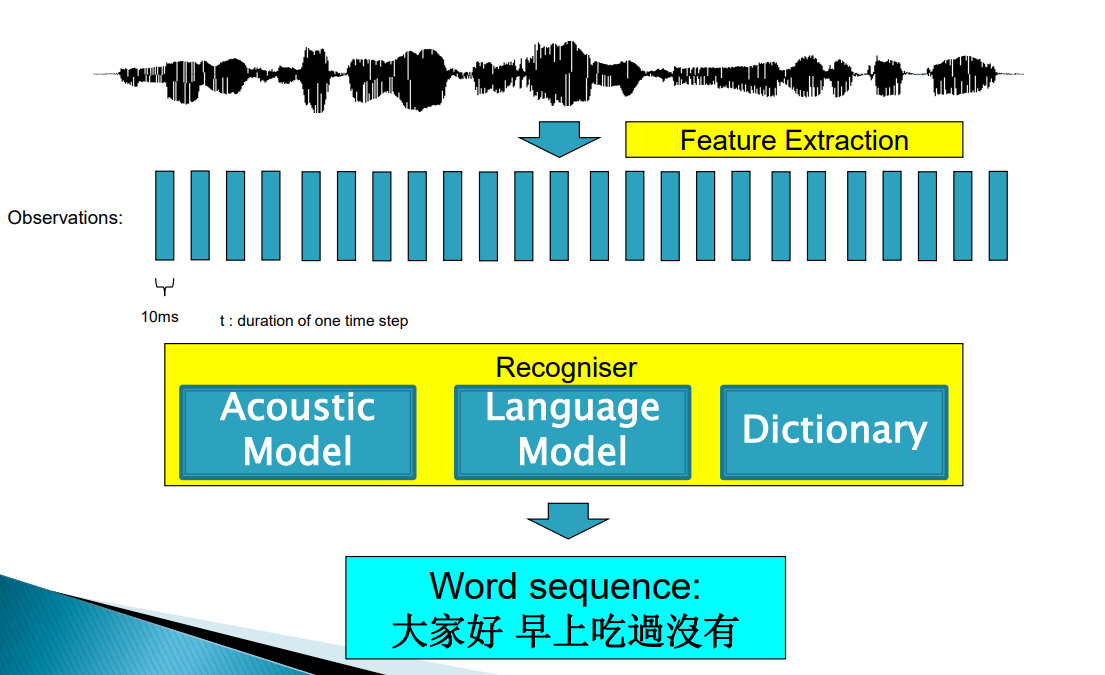 Feature Extraction
Observations:
10ms
t : duration of one time step
Recogniser
Acoustic
Model
Language
Model
Dictionary
Word sequence:
大家好 早上吃過沒有